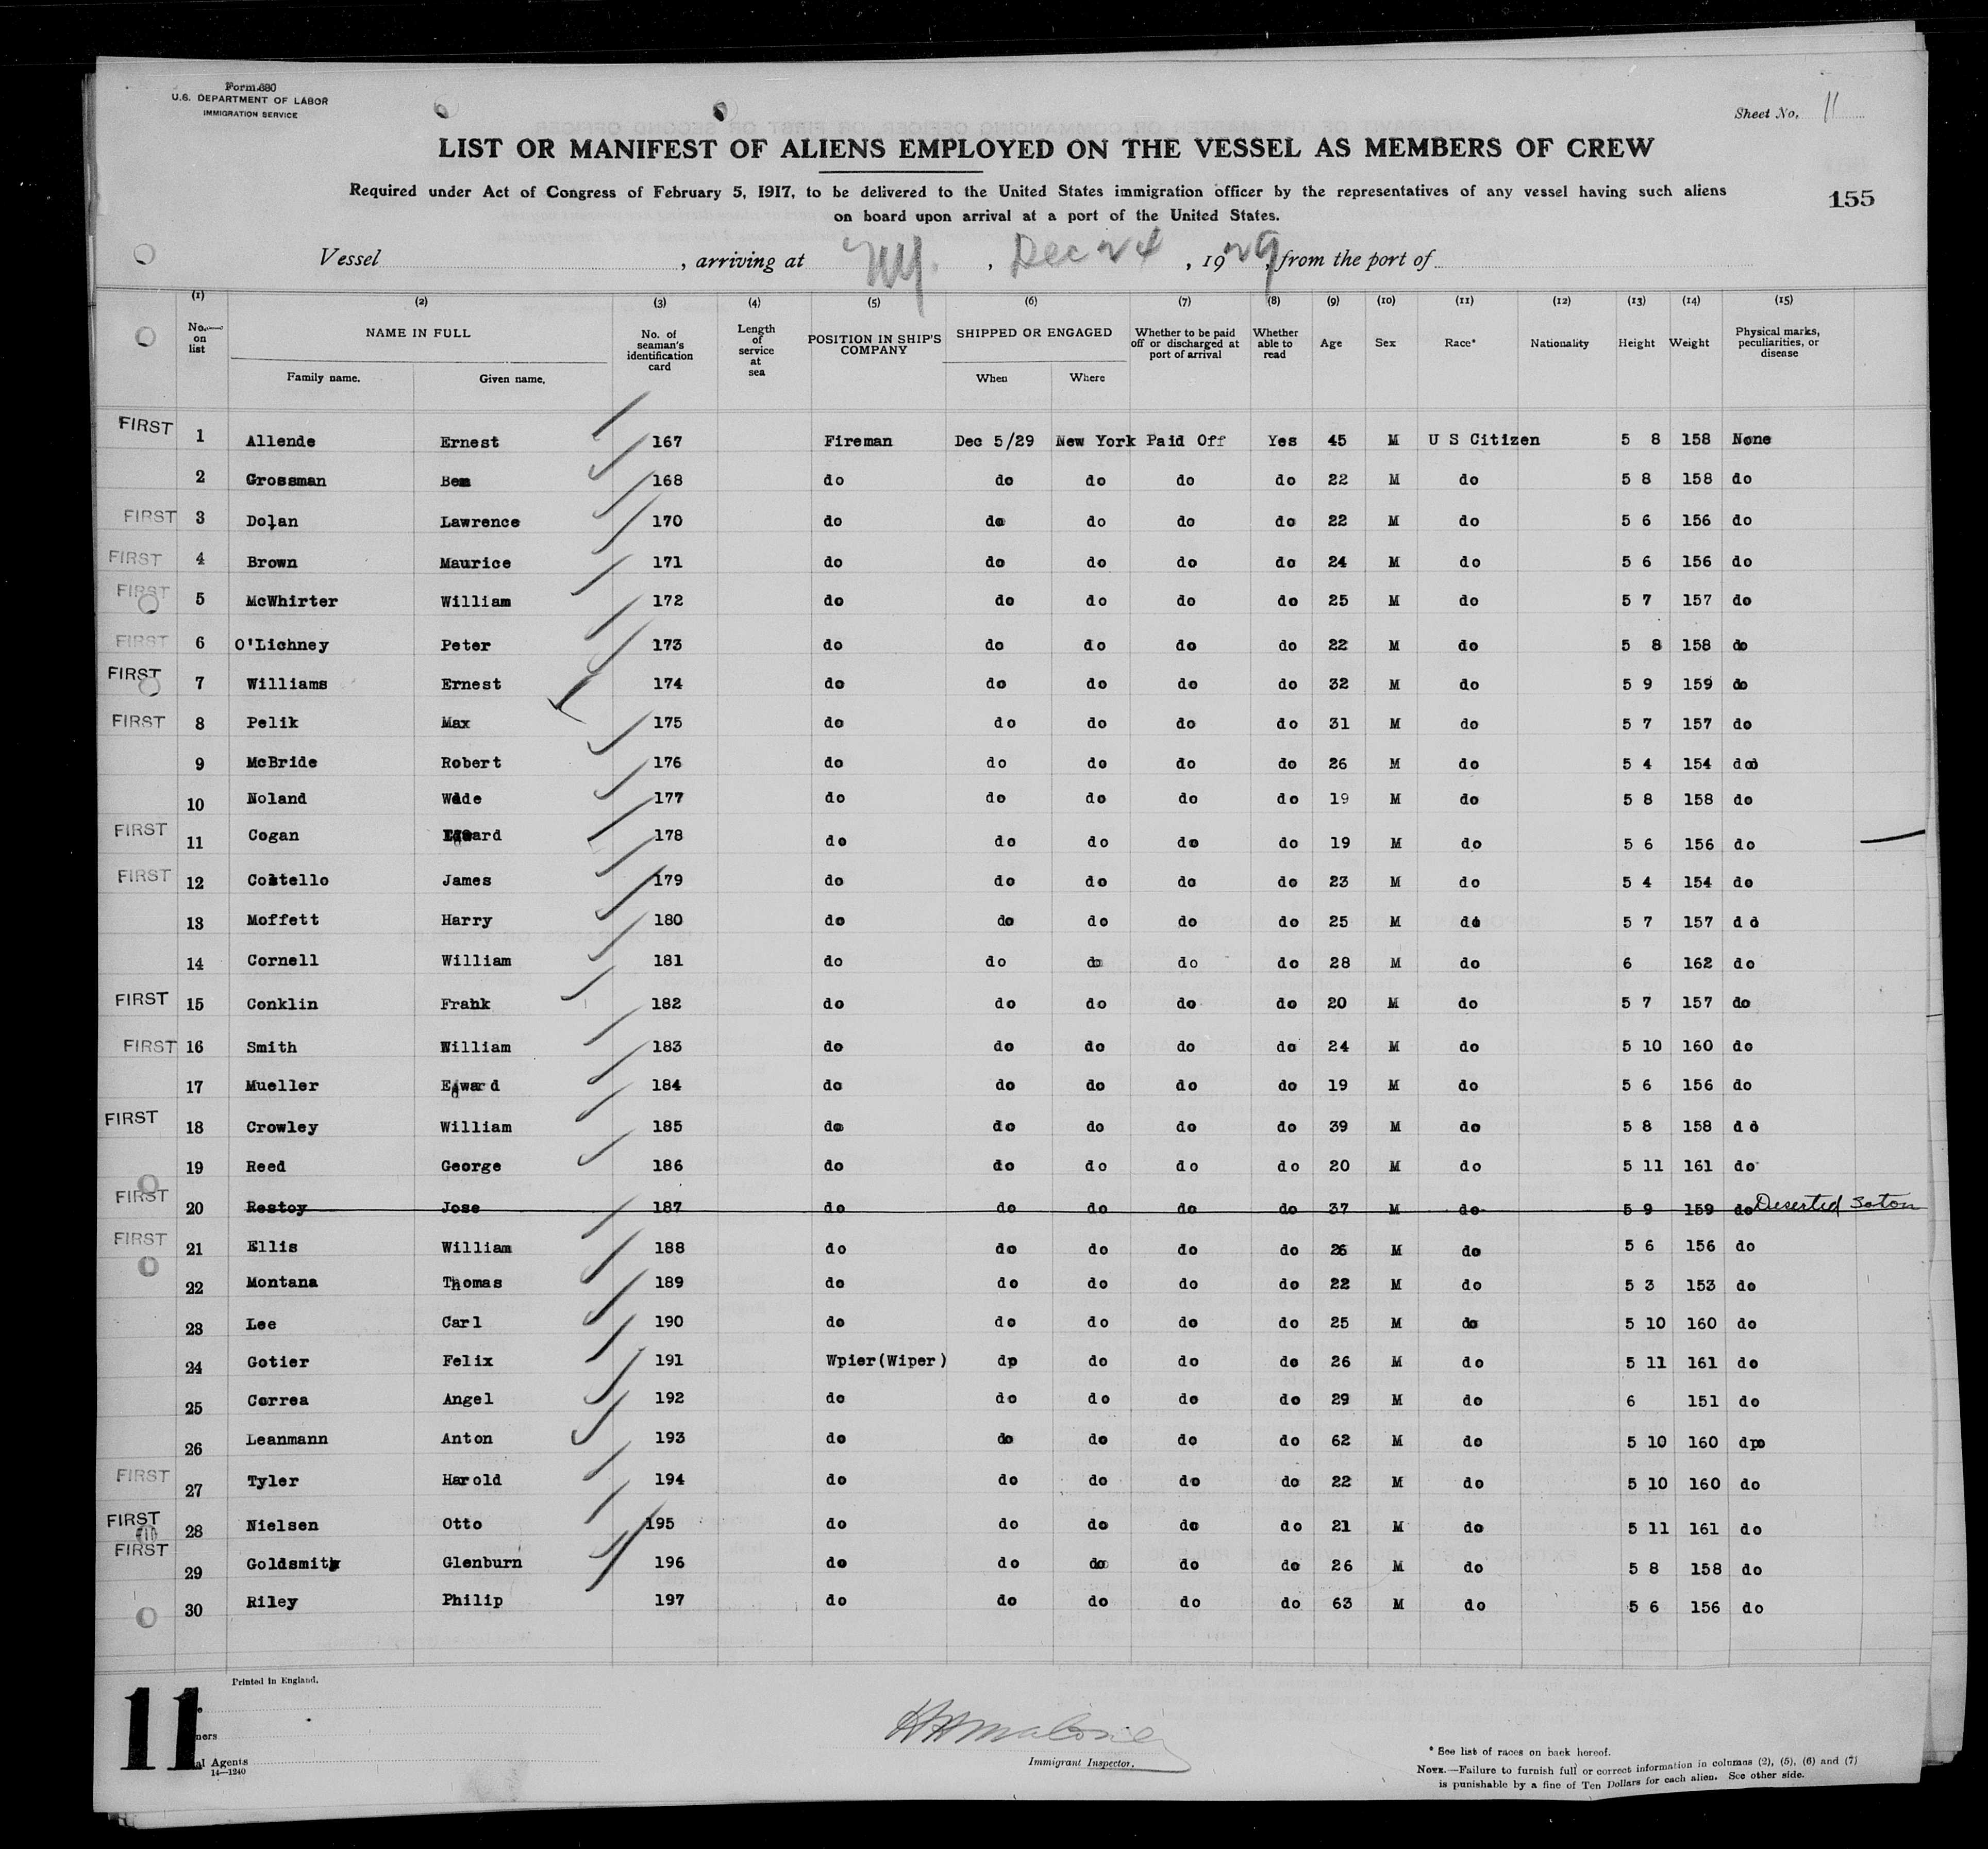 Form 680
U.S. DEPARTMENT OF LABOR
IMMIGRATION SERVICE
Sheet No. 11
LIST OR MANIFEST OF ALIENS EMPLOYED ON THE VESSEL AS MEMBERS OF CREW
Required under Act of Congress of February 5, 1917, to be delivered to the United States immigration officer by the representatives of any vessel having such aliens
on board upon arrival at a port of the United States.
155
Vessel , arriving at NY. , Dec 24 , 1929, from the port of
(1) (2) (3) (4) (5) (6) (7) (8) (9) (10) (11) (12) (13) (14) (15)
No. on list NAME IN FULL No. of seaman's identification card Length of service at sea POSITION IN SHIP'S COMPANY SHIPPED OR ENGAGED Whether to be paid off or discharged at port of arrival Whether able to read Age Sex Race* Nationality Height Weight Physical marks, peculiarities, or disease
Family name. Given name. When Where
FIRST 1 Allende Ernest 167 Fireman Dec 5/29 New York Paid Off Yes 45 M U S Citizen 5 8 158 None
2 Grossman Ben 168 do do do do do 22 M do 5 8 158 do
FIRST 3 Dolan Lawrence 170 do do do do do 22 M do 5 6 156 do
FIRST 4 Brown Maurice 171 do do do do do 24 M do 5 6 156 do
FIRST 5 McWhirter William 172 do do do do do 25 M do 5 7 157 do
FIRST 6 O'Lichney Peter 173 do do do do do 22 M do 5 8 158 do
FIRST 7 Williams Ernest 174 do do do do do 32 M do 5 9 159 do
FIRST 8 Pelik Max 175 do do do do do 31 M do 5 7 157 do
9 McBride Robert 176 do do do do do 26 M do 5 4 154 do
10 Noland Wade 177 do do do do do 19 M do 5 8 158 do
FIRST 11 Cogan Edward 178 do do do do do 19 M do 5 6 156 do
FIRST 12 Costello James 179 do do do do do 23 M do 5 4 154 do
13 Moffett Harry 180 do do do do do 25 M do 5 7 157 do
14 Cornell William 181 do do do do do 28 M do 6 162 do
FIRST 15 Conklin Frank 182 do do do do do 20 M do 5 7 157 do
FIRST 16 Smith William 183 do do do do do 24 M do 5 10 160 do
17 Mueller Edward 184 do do do do do 19 M do 5 6 156 do
FIRST 18 Crowley William 185 do do do do do 39 M do 5 8 158 do
19 Reed George 186 do do do do do 20 M do 5 11 161 do
FIRST 20 Restoy Jose 187 do do do do do 37 M do 5 9 159 do Deserted Soton
FIRST 21 Ellis William 188 do do do do do 26 M do 5 6 156 do
22 Montana Thomas 189 do do do do do 22 M do 5 3 153 do
23 Lee Carl 190 do do do do do 25 M do 5 10 160 do
24 Gotier Felix 191 Wpier(Wiper) dp do do do 26 M do 5 11 161 do
25 Correa Angel 192 do do do do do 29 M do 6 151 do
26 Leanmann Anton 193 do do do do do 62 M do 5 10 160 dpo
FIRST 27 Tyler Harold 194 do do do do do 22 M do 5 10 160 do
FIRST 28 Nielsen Otto 195 do do do do do 21 M do 5 11 161 do
FIRST 29 Goldsmith Glenburn 196 do do do do do 26 M do 5 8 158 do
30 Riley Philip 197 do do do do do 63 M do 5 6 156 do
Printed in England.
11
Agents
14—1240
Immigrant Inspector.
* See list of races on back hereof.
NOTE.—Failure to furnish full or correct information in columns (2), (5), (6) and (7)
is punishable by a fine of Ten Dollars for each alien. See other side.